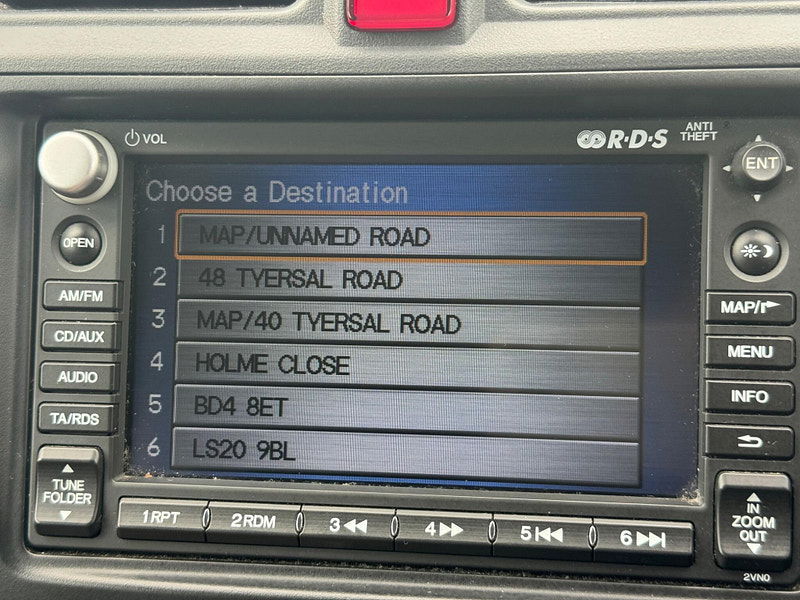 VOL
R·D·S
ANTI
THEFT
ENT
Choose a Destination
1 MAP/UNNAMED ROAD
2 48 TYERSAL ROAD
3 MAP/40 TYERSAL ROAD
4 HOLME CLOSE
5 BD4 8ET
6 LS20 9BL
OPEN
AM/FM
CD/AUX
AUDIO
TA/RDS
TUNE
FOLDER
MAP/
MENU
INFO
IN
ZOOM
OUT
1RPT
2RDM
3
4
5
6
2VN0